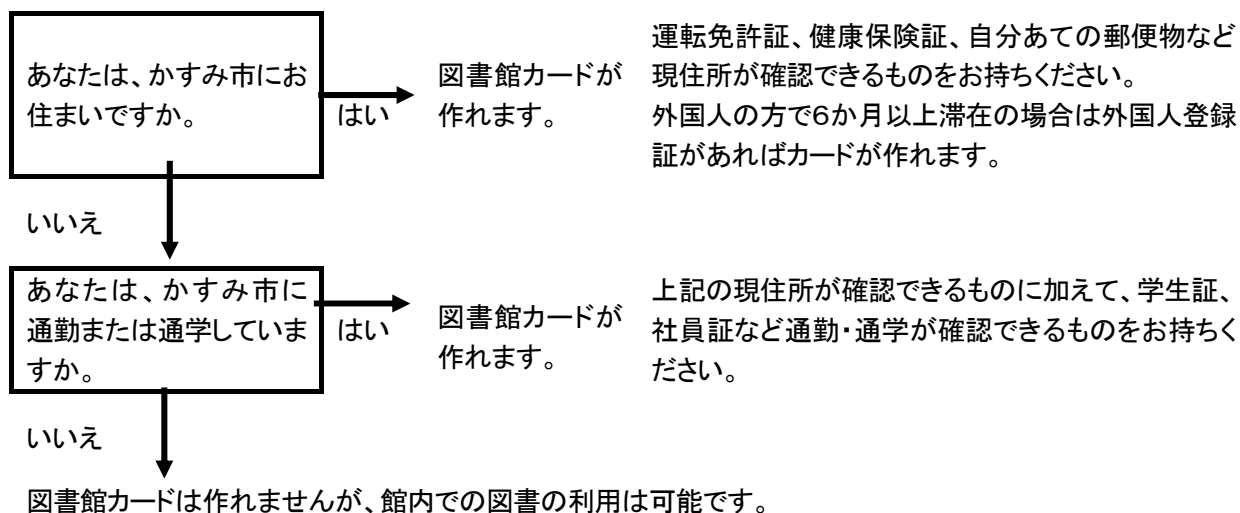 あなたは、かすみ市にお
住まいですか。
はい
図書館カードが
作れます。
運転免許証、健康保険証、自分あての郵便物など
現住所が確認できるものをお持ちください。
外国人の方で6か月以上滞在の場合は外国人登録
証があればカードが作れます。
いいえ
あなたは、かすみ市に
通勤または通学していま
すか。
はい
図書館カードが
作れます。
上記の現住所が確認できるものに加えて、学生証、
社員証など通勤・通学が確認できるものをお持ちく
ださい。
いいえ
図書館カードは作れませんが、館内での図書の利用は可能です。